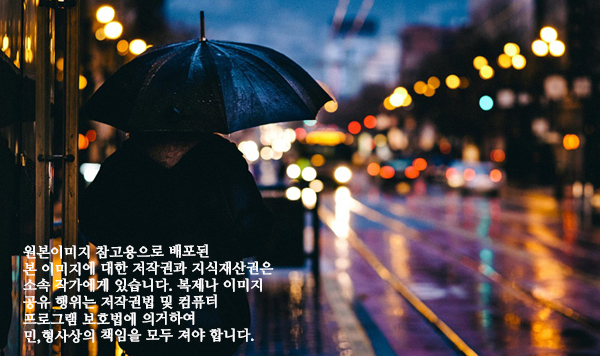 원본이미지 참고용으로 배포된
본 이미지에 대한 저작권과 지식재산권은
소속 작가에게 있습니다. 복제나 이미지
공유 행위는 저작권법 및 컴퓨터
프로그램 보호법에 의거하여
민,형사상의 책임을 모두 져야 합니다.